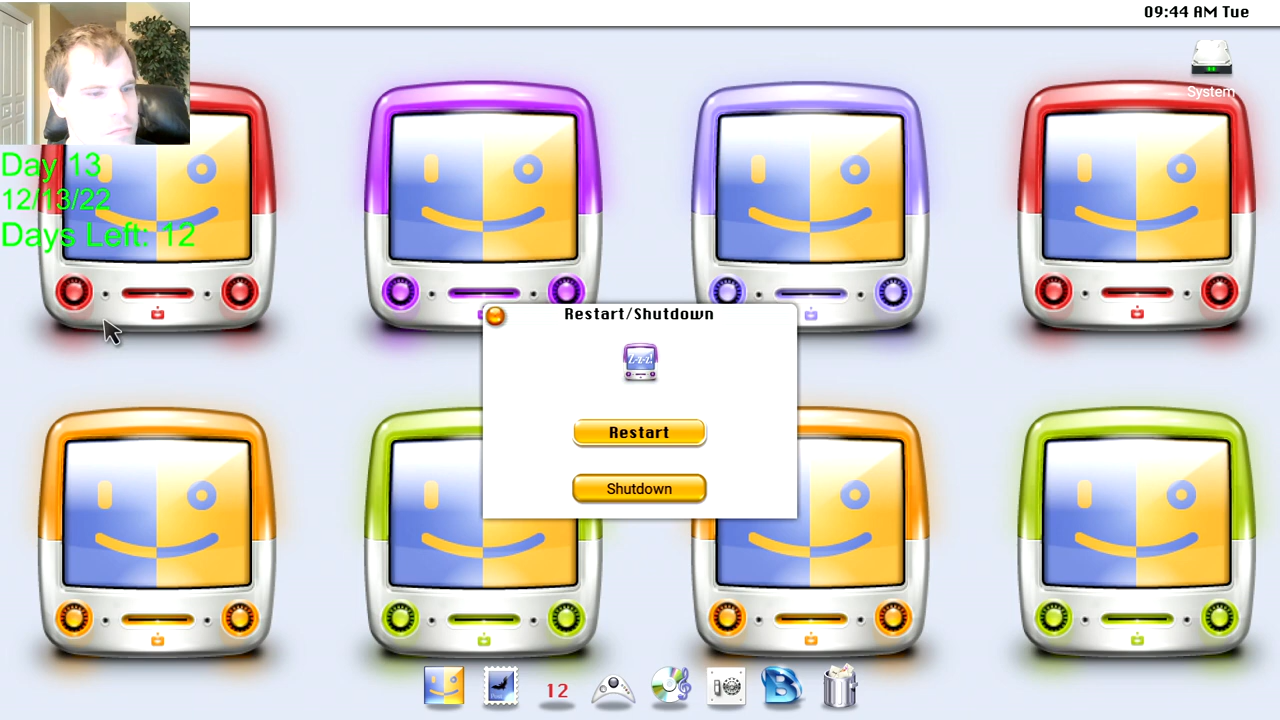 09:44 AM Tue
System
Day 13
12/13/22
Days Left: 12
Restart/Shutdown
Z-z-z!
Restart
Shutdown
12
B